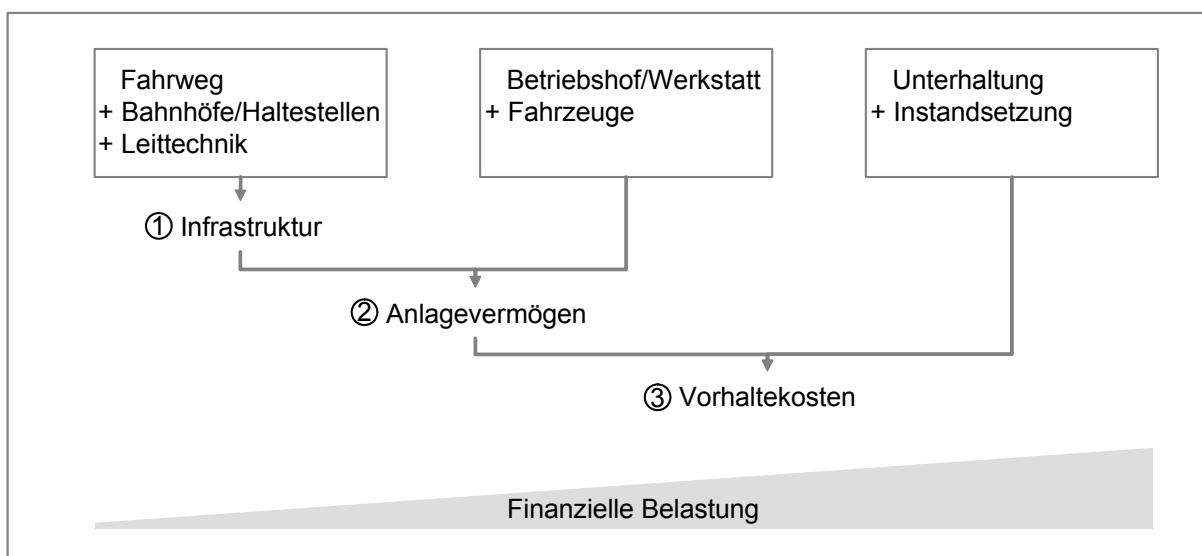 Fahrweg
+ Bahnhöfe/Haltestellen
+ Leittechnik
Betriebshof/Werkstatt
+ Fahrzeuge
Unterhaltung
+ Instandsetzung
① Infrastruktur
② Anlagevermögen
③ Vorhaltekosten
Finanzielle Belastung